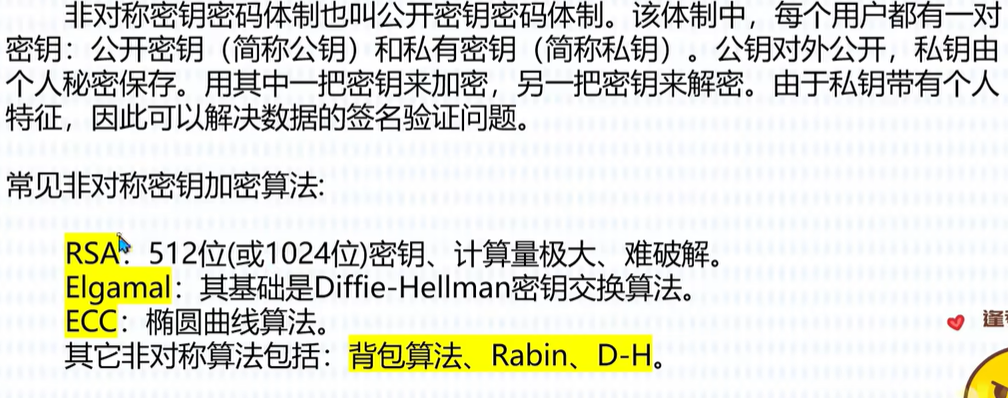 非对称密钥密码体制也叫公开密钥密码体制。该体制中，每个用户都有一对
密钥：公开密钥（简称公钥）和私有密钥（简称私钥）。公钥对外公开，私钥由
个人秘密保存。用其中一把密钥来加密，另一把密钥来解密。由于私钥带有个人
特征，因此可以解决数据的签名验证问题。
常见非对称密钥加密算法:
RSA：512位(或1024位)密钥、计算量极大、难破解。
Elgamal：其基础是Diffie-Hellman密钥交换算法。
ECC：椭圆曲线算法。
其它非对称算法包括：背包算法、Rabin、D-H。